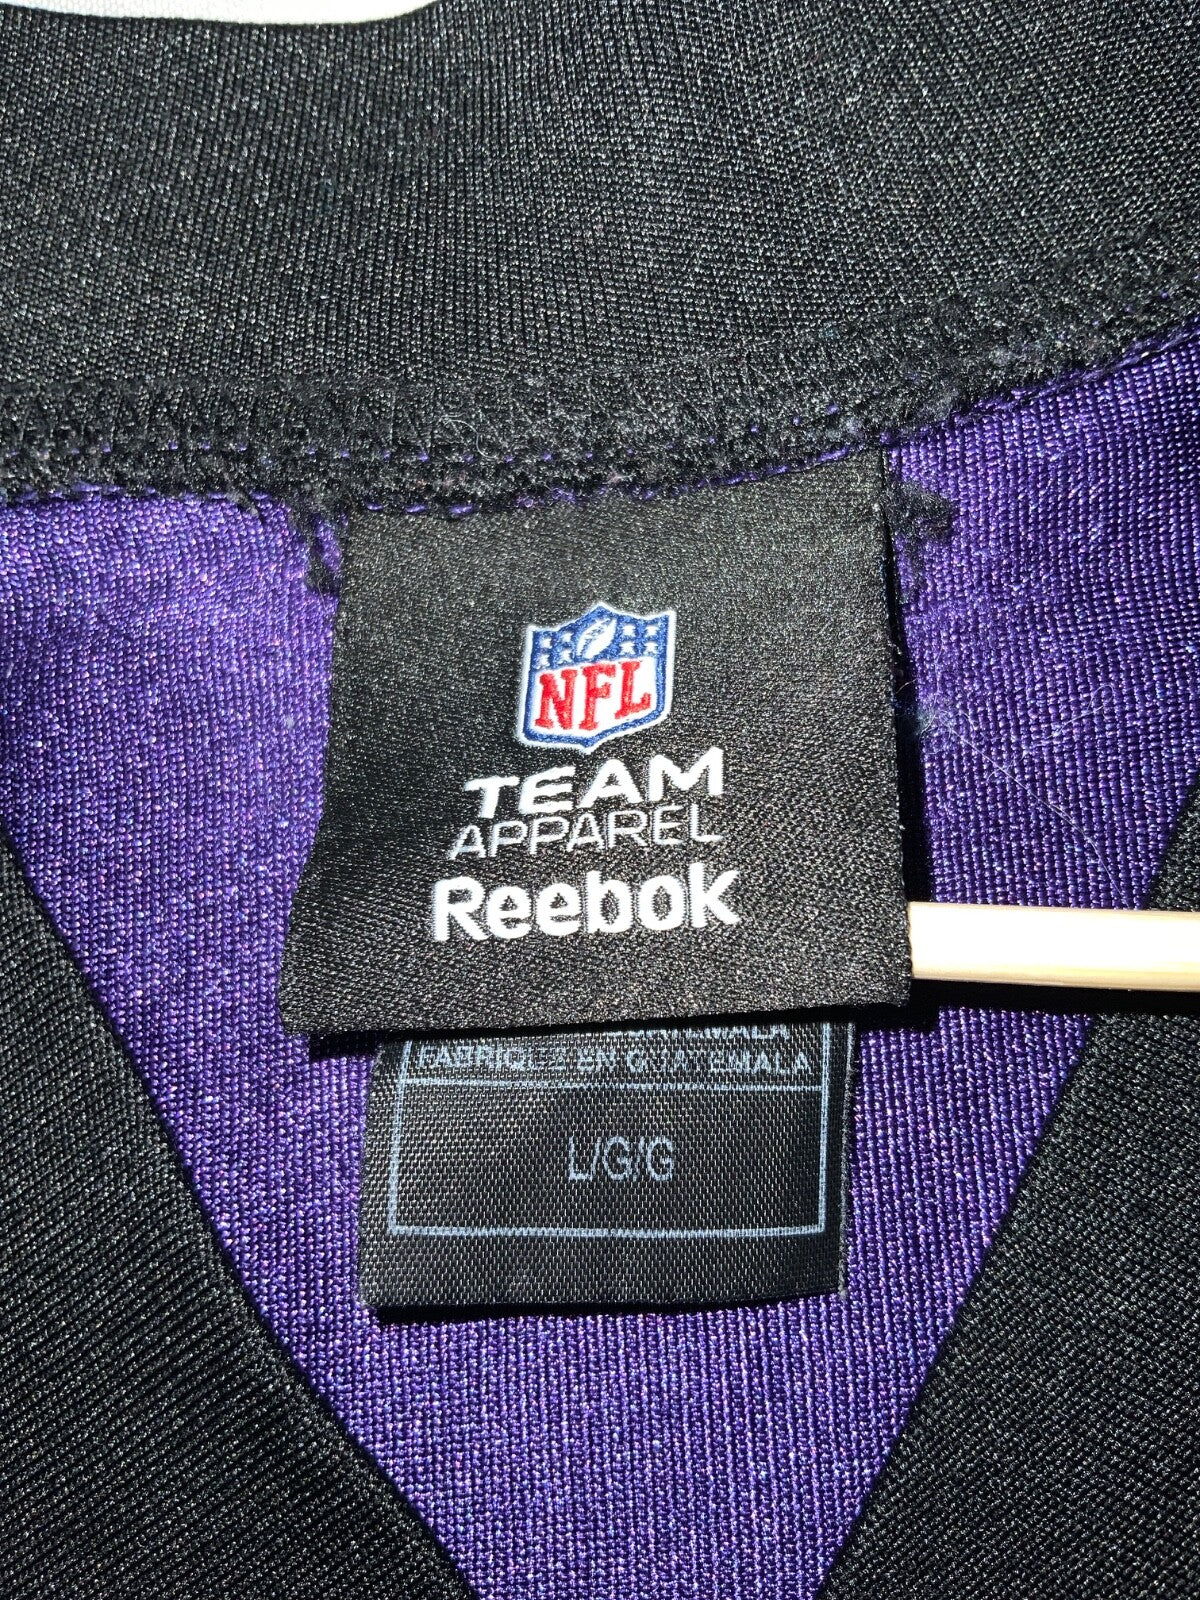 NFL
TEAM
APPAREL
Reebok
FABRIQUÉ EN GUATEMALA
L/G/G